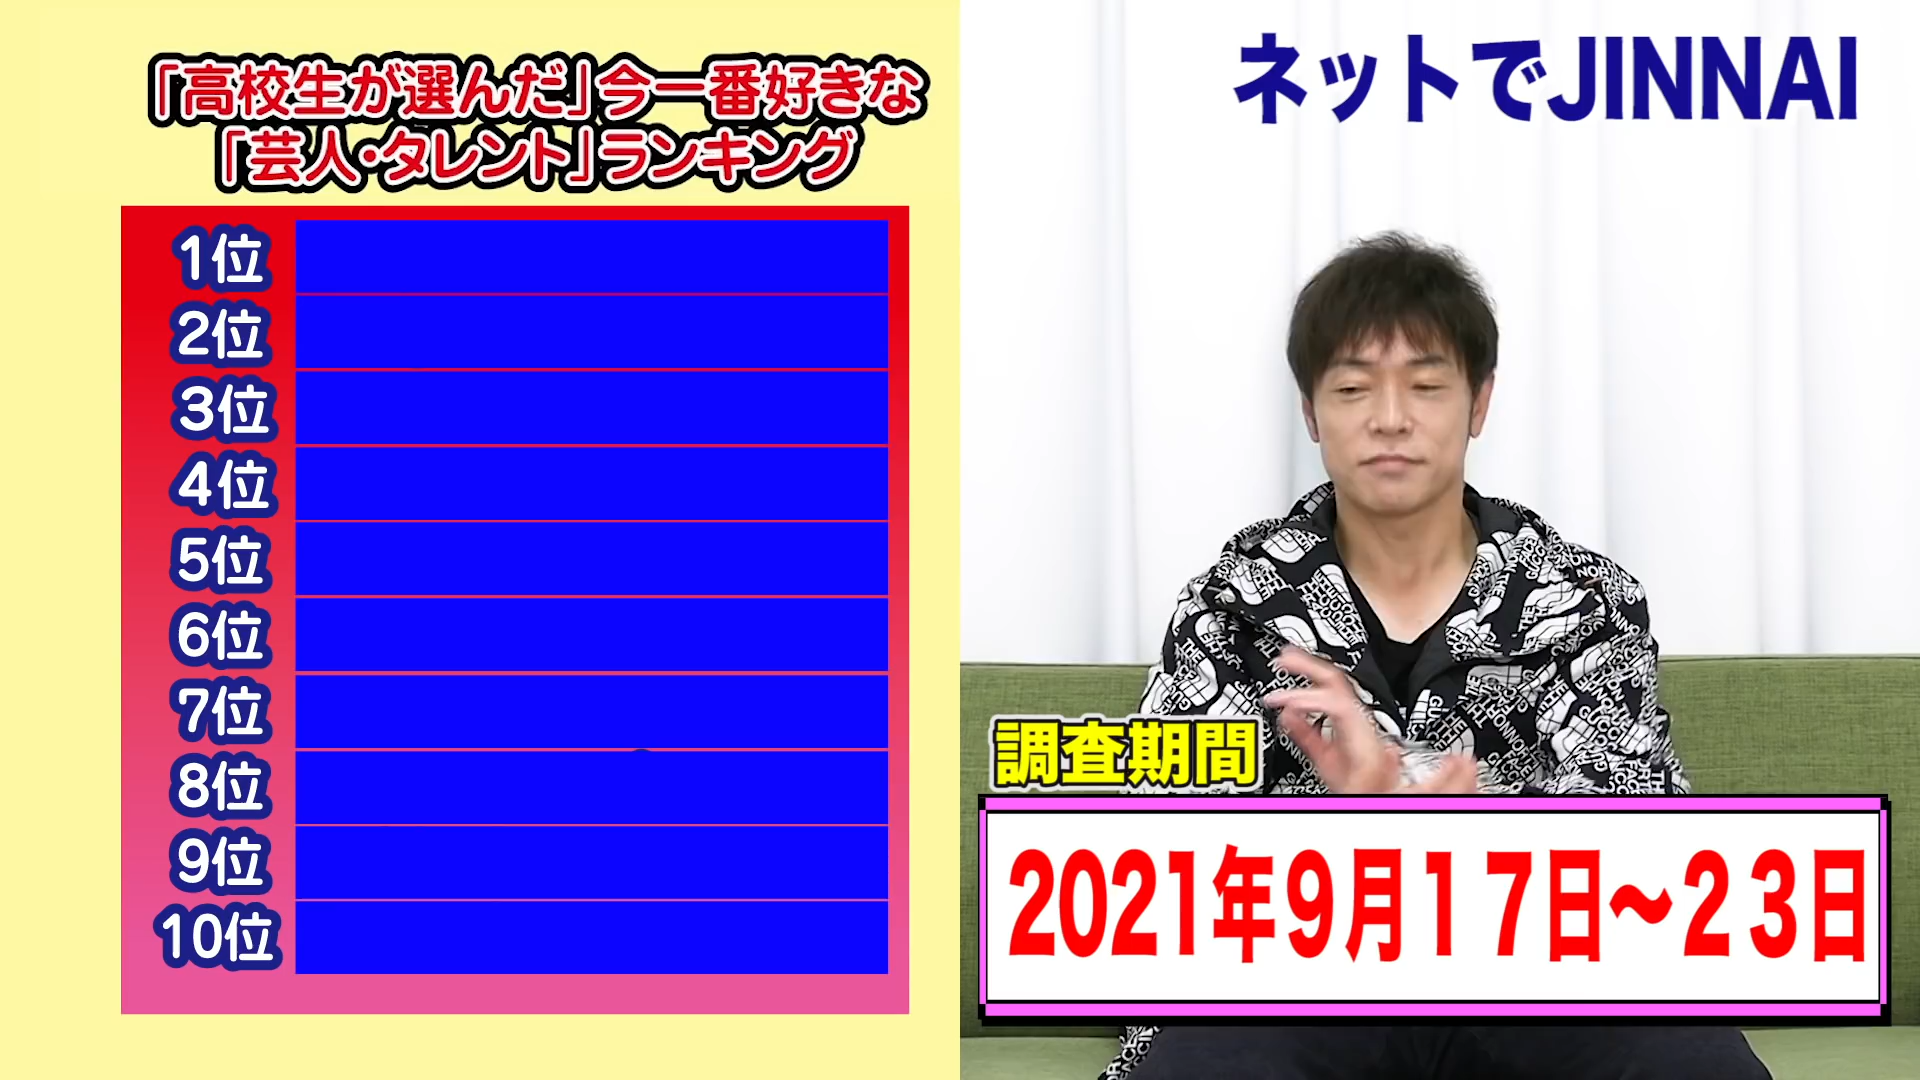 「高校生が選んだ」今一番好きな
「芸人・タレント」ランキング
1位
2位
3位
4位
5位
6位
7位
8位
9位
10位
ネットでJINNAI
調査期間
2021年9月17日~23日